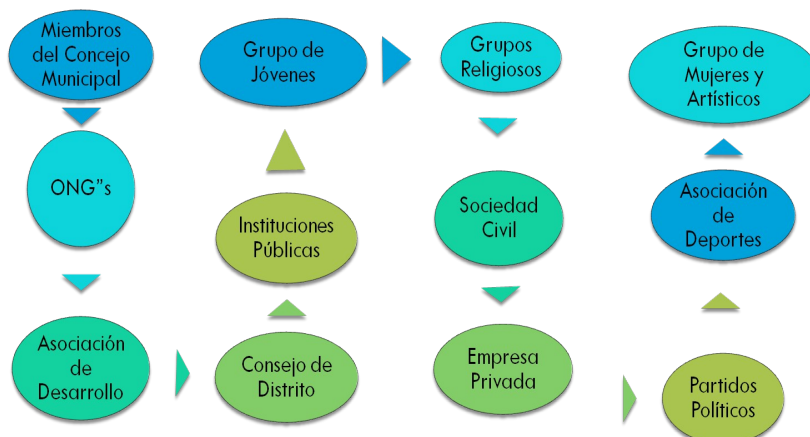 Miembros
del Concejo
Municipal
ONG"s
Asociación
de
Desarrollo
Consejo de
Distrito
Instituciones
Públicas
Grupo de
Jóvenes
Grupos
Religiosos
Sociedad
Civil
Empresa
Privada
Partidos
Políticos
Asociación
de
Deportes
Grupo de
Mujeres y
Artísticos